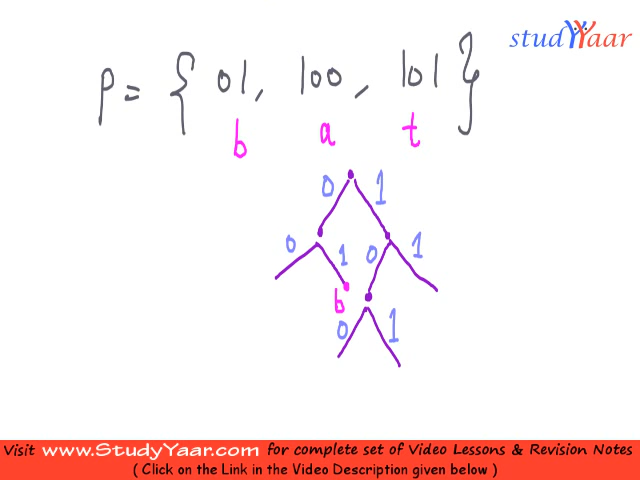 studYYaar
P = { 01, 100, 101 }
b a t
0 1
0 1 0 1
b
0 1
Visit www.StudyYaar.com for complete set of Video Lessons & Revision Notes
( Click on the Link in the Video Description given below )